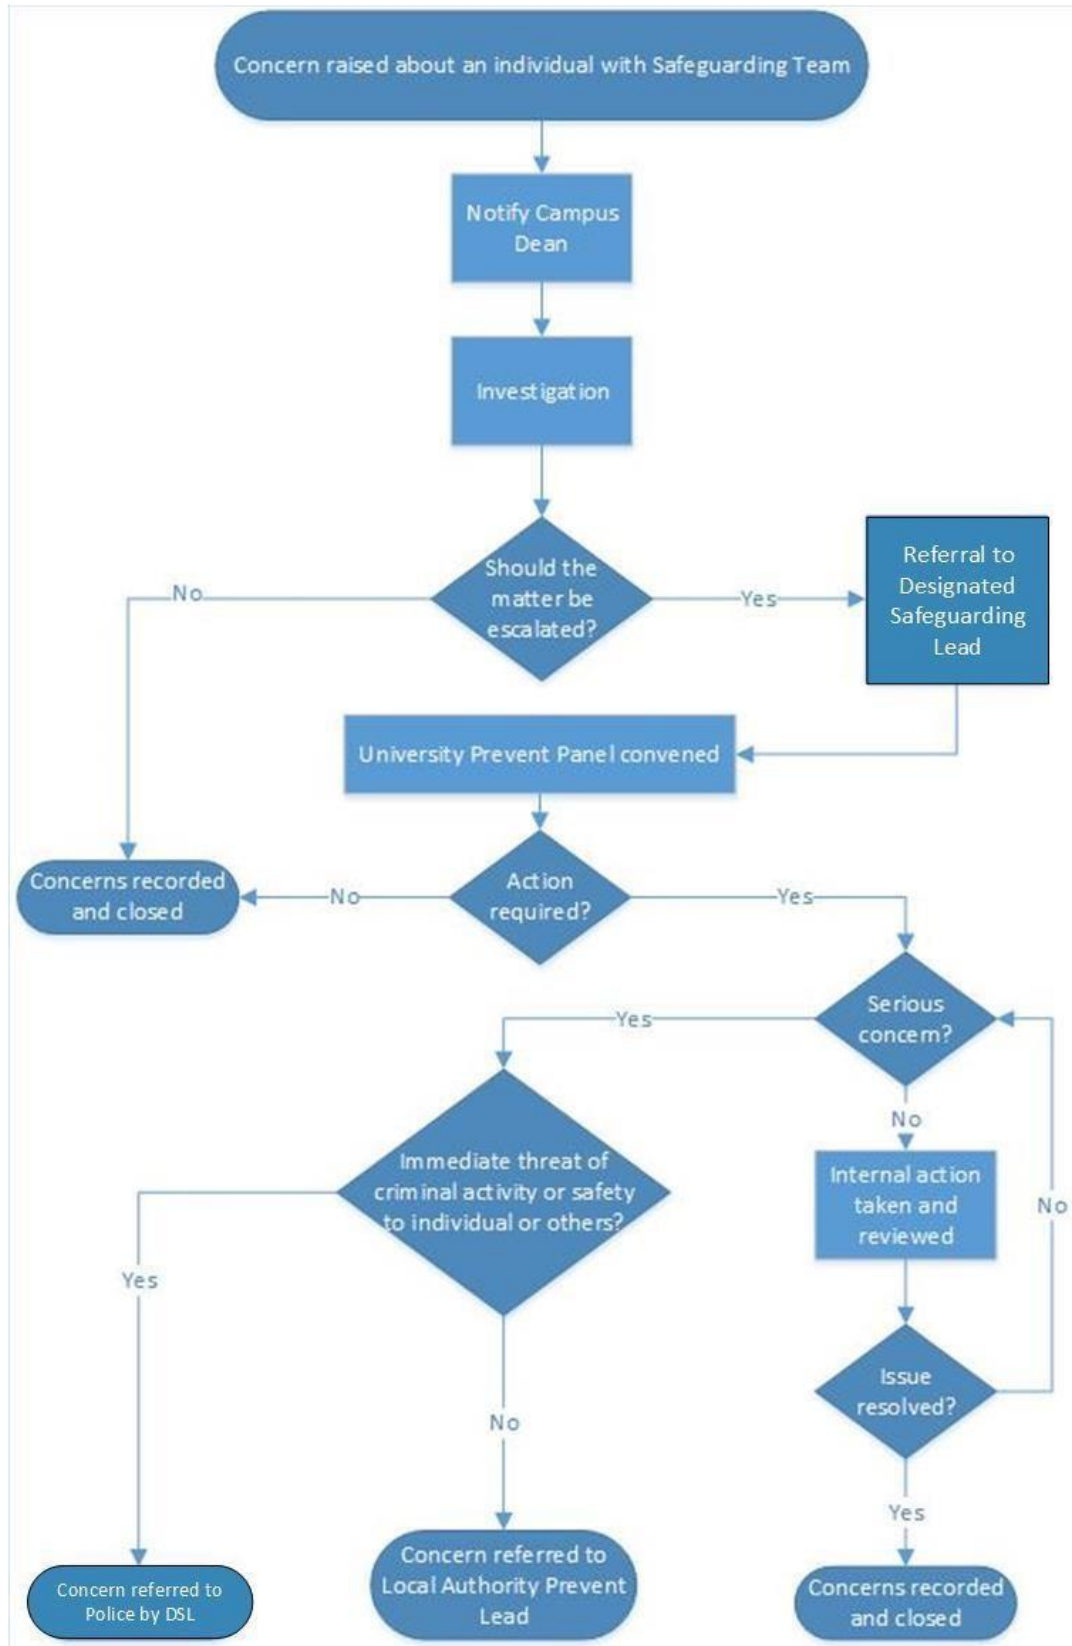 Concern raised about an individual with Safeguarding Team
Notify Campus
Dean
Investigation
Should the
matter be
escalated?
No
Yes
Referral to
Designated
Safeguarding
Lead
University Prevent Panel convened
Concerns recorded
and closed
No
Action
required?
Yes
Serious
concern?
Yes
No
Immediate threat of
criminal activity or safety
to individual or others?
Internal action
taken and
reviewed
No
Yes
Issue
resolved?
No
Yes
Concern referred to
Police by DSL
Concern referred to
Local Authority Prevent
Lead
Concerns recorded
and closed